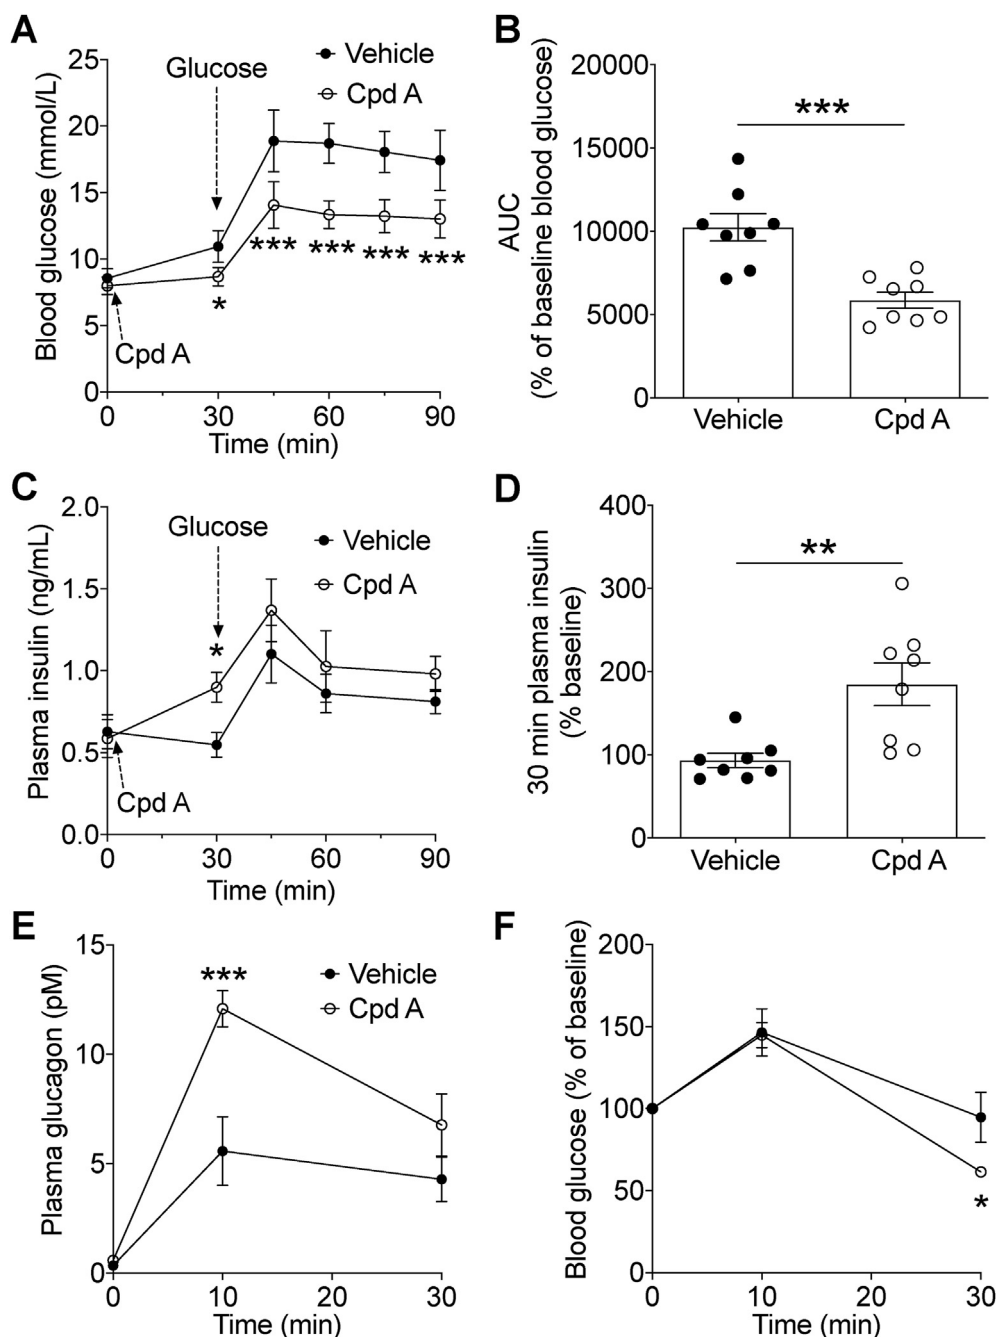 A
Vehicle
Cpd A
Glucose
Blood glucose (mmol/L)
25
20
15
10
5
0
***
***
***
***
*
Cpd A
0
30
60
90
Time (min)
B
AUC
(% of baseline blood glucose)
20000
15000
10000
5000
0
***
Vehicle
Cpd A
C
Plasma insulin (ng/mL)
2.0
1.5
1.0
0.5
0.0
Glucose
Vehicle
Cpd A
*
Cpd A
0
30
60
90
Time (min)
D
30 min plasma insulin
(% baseline)
400
300
200
100
0
**
Vehicle
Cpd A
E
Plasma glucagon (pM)
15
10
5
0
***
Vehicle
Cpd A
0
10
20
30
Time (min)
F
Blood glucose (% of baseline)
200
150
100
50
0
*
0
10
20
30
Time (min)